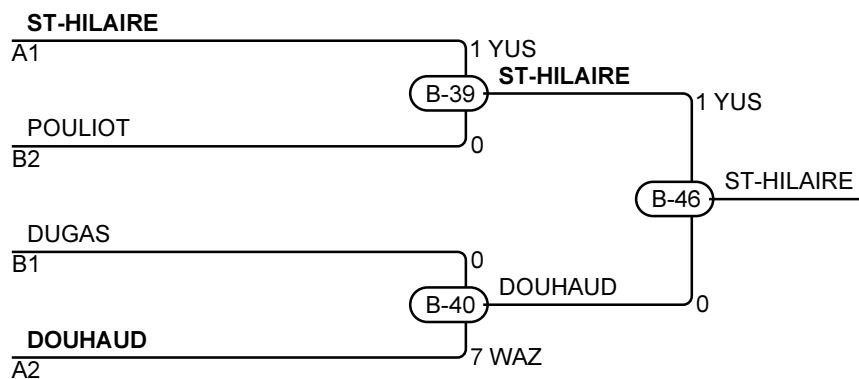 ST-HILAIRE
A1
1 YUS
B-39
ST-HILAIRE
1 YUS
POULIOT
B2
0
B-46
ST-HILAIRE
DUGAS
B1
0
B-40
DOUHAUD
0
DOUHAUD
A2
7 WAZ